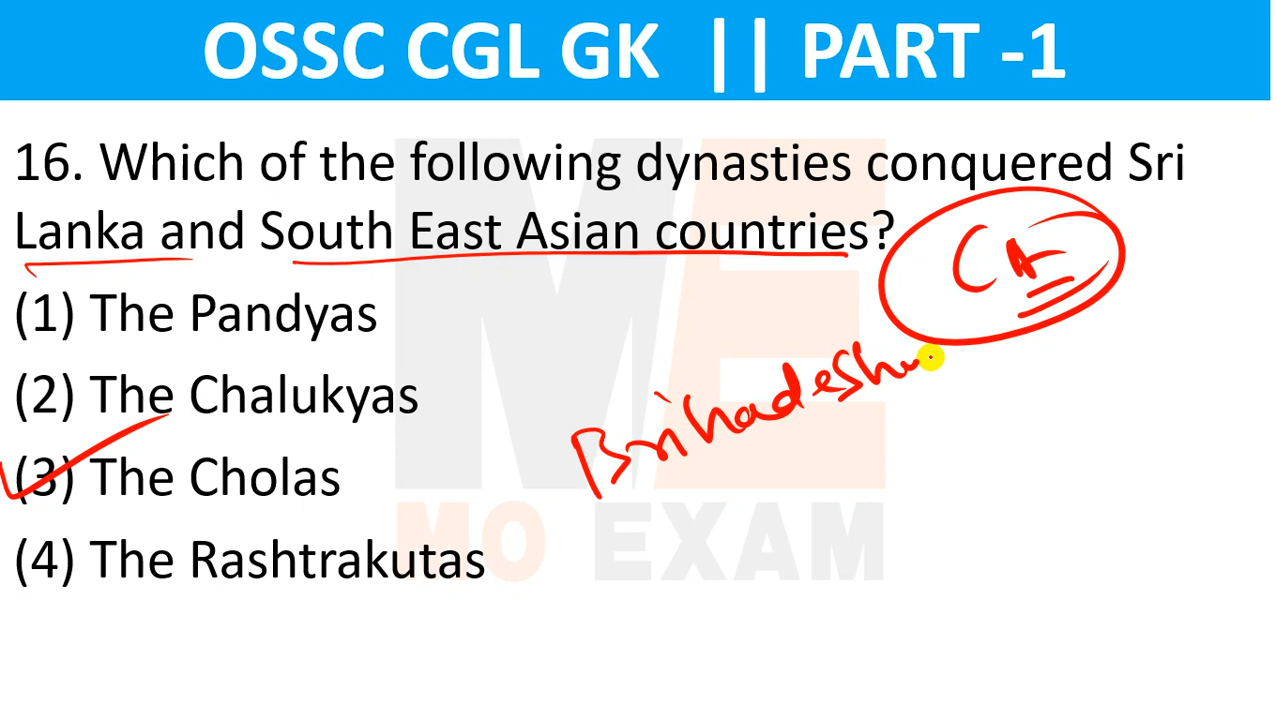 OSSC CGL GK || PART -1
16. Which of the following dynasties conquered Sri
Lanka and South East Asian countries?
(1) The Pandyas
(2) The Chalukyas
(3) The Cholas
(4) The Rashtrakutas
ME
MO EXAM